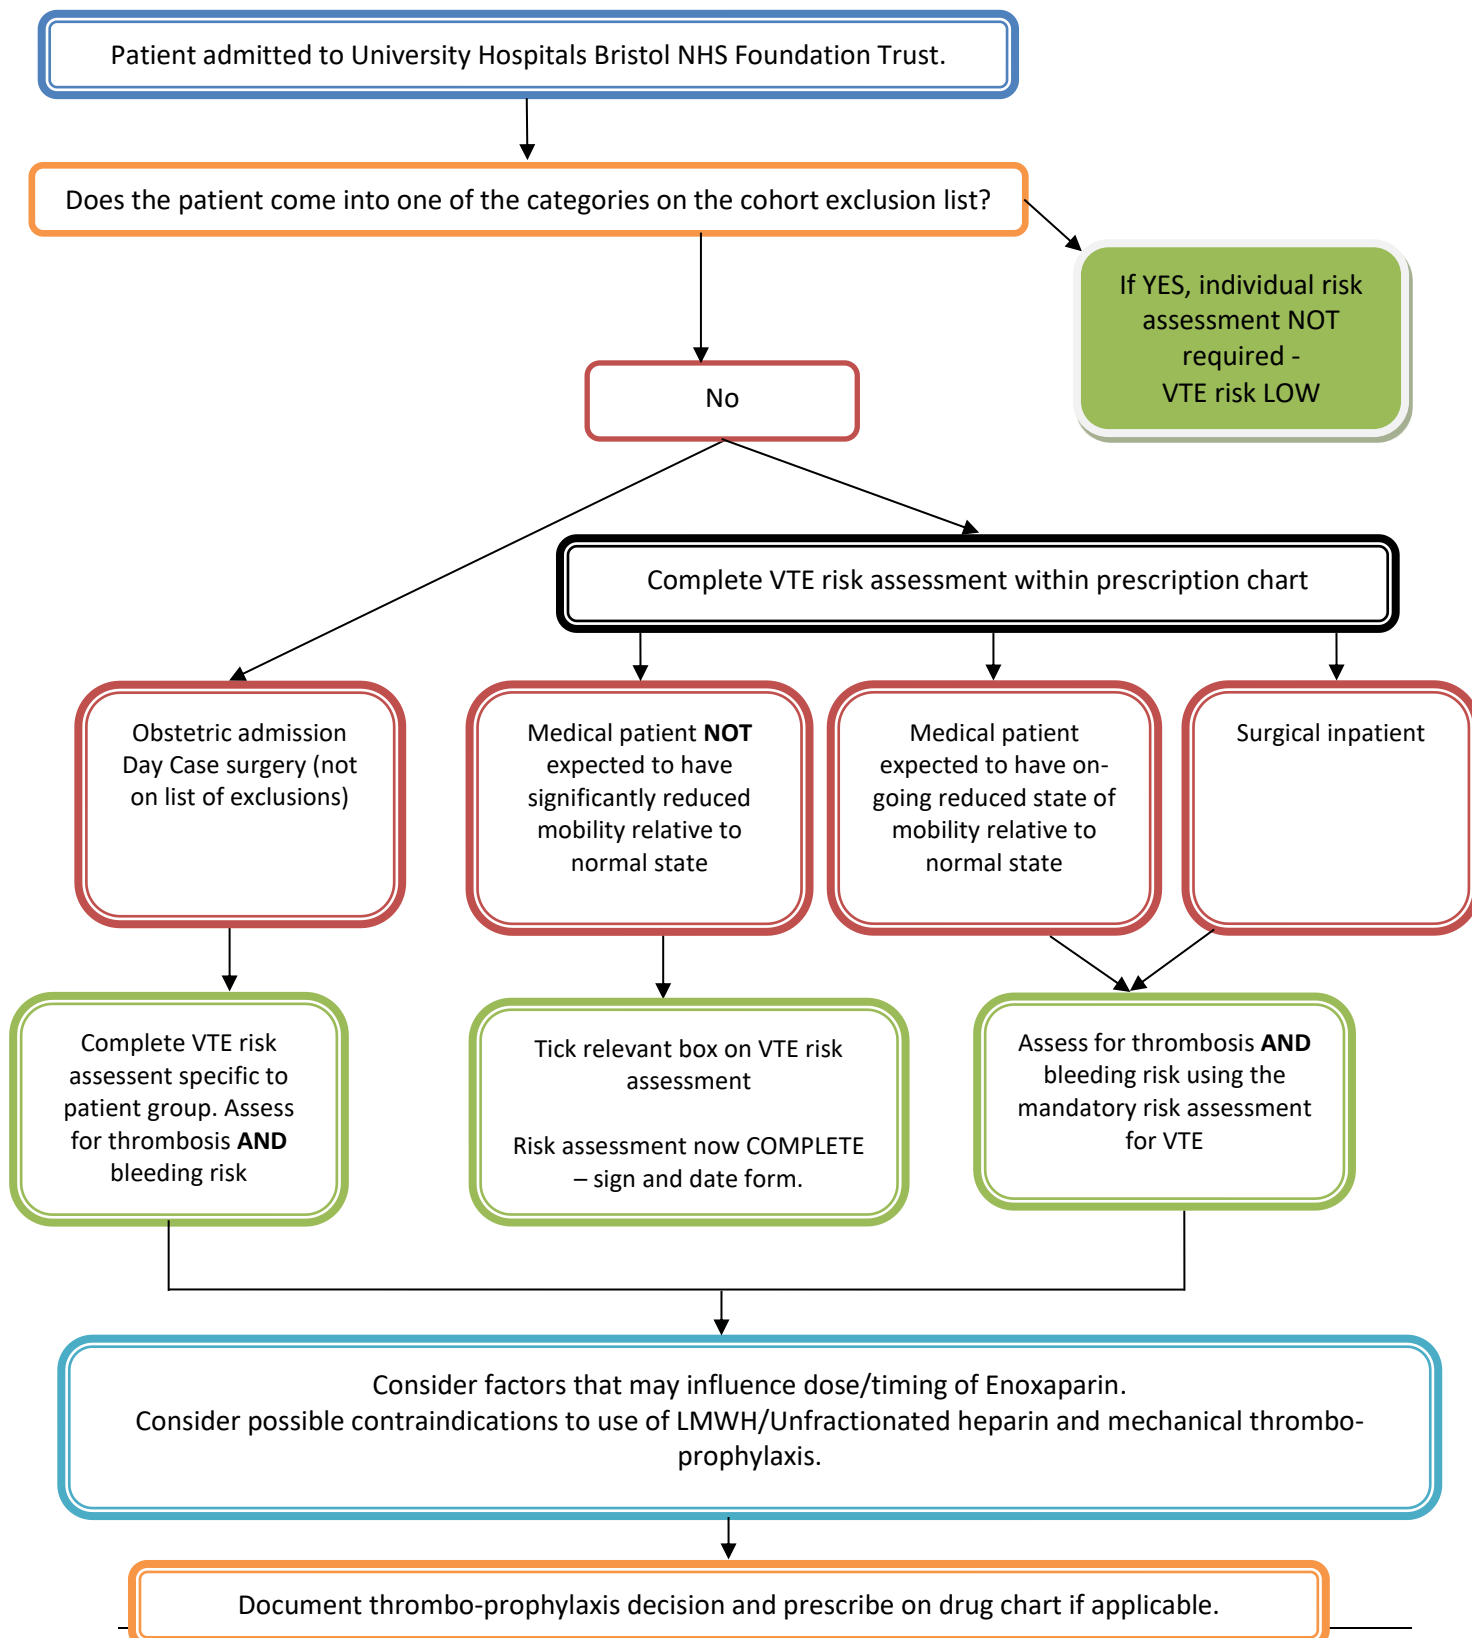 Patient admitted to University Hospitals Bristol NHS Foundation Trust.
Does the patient come into one of the categories on the cohort exclusion list?
If YES, individual risk
assessment NOT
required -
VTE risk LOW
No
Complete VTE risk assessment within prescription chart
Obstetric admission
Day Case surgery (not
on list of exclusions)
Medical patient NOT
expected to have
significantly reduced
mobility relative to
normal state
Medical patient
expected to have on-
going reduced state of
mobility relative to
normal state
Surgical inpatient
Complete VTE risk
assessent specific to
patient group. Assess
for thrombosis AND
bleeding risk
Tick relevant box on VTE risk
assessment
Risk assessment now COMPLETE
– sign and date form.
Assess for thrombosis AND
bleeding risk using the
mandatory risk assessment
for VTE
Consider factors that may influence dose/timing of Enoxaparin.
Consider possible contraindications to use of LMWH/Unfractionated heparin and mechanical thrombo-
prophylaxis.
Document thrombo-prophylaxis decision and prescribe on drug chart if applicable.